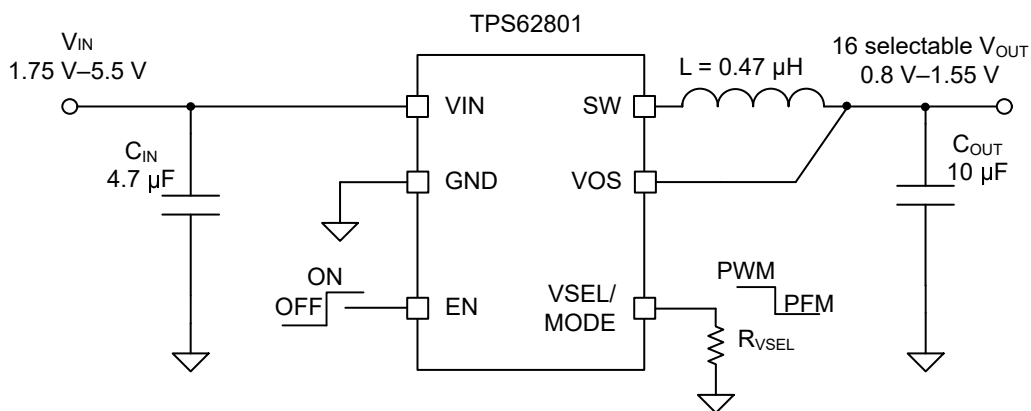 TPS62801
VIN
1.75 V–5.5 V
16 selectable VOUT
0.8 V–1.55 V
L = 0.47 µH
VIN
SW
CIN
4.7 µF
COUT
10 µF
GND
VOS
ON
OFF
EN
VSEL/
MODE
PWM
PFM
RVSEL